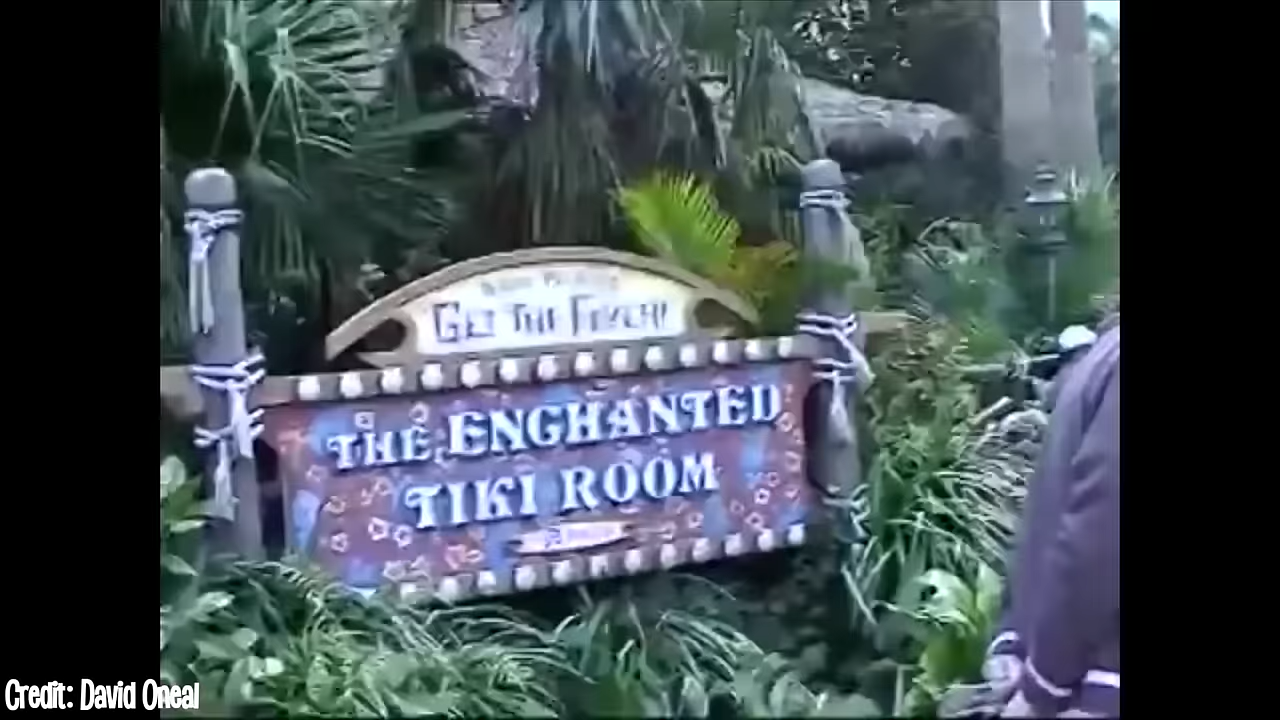 GET THE FEVER!
THE ENCHANTED
TIKI ROOM
Credit: David Oneal